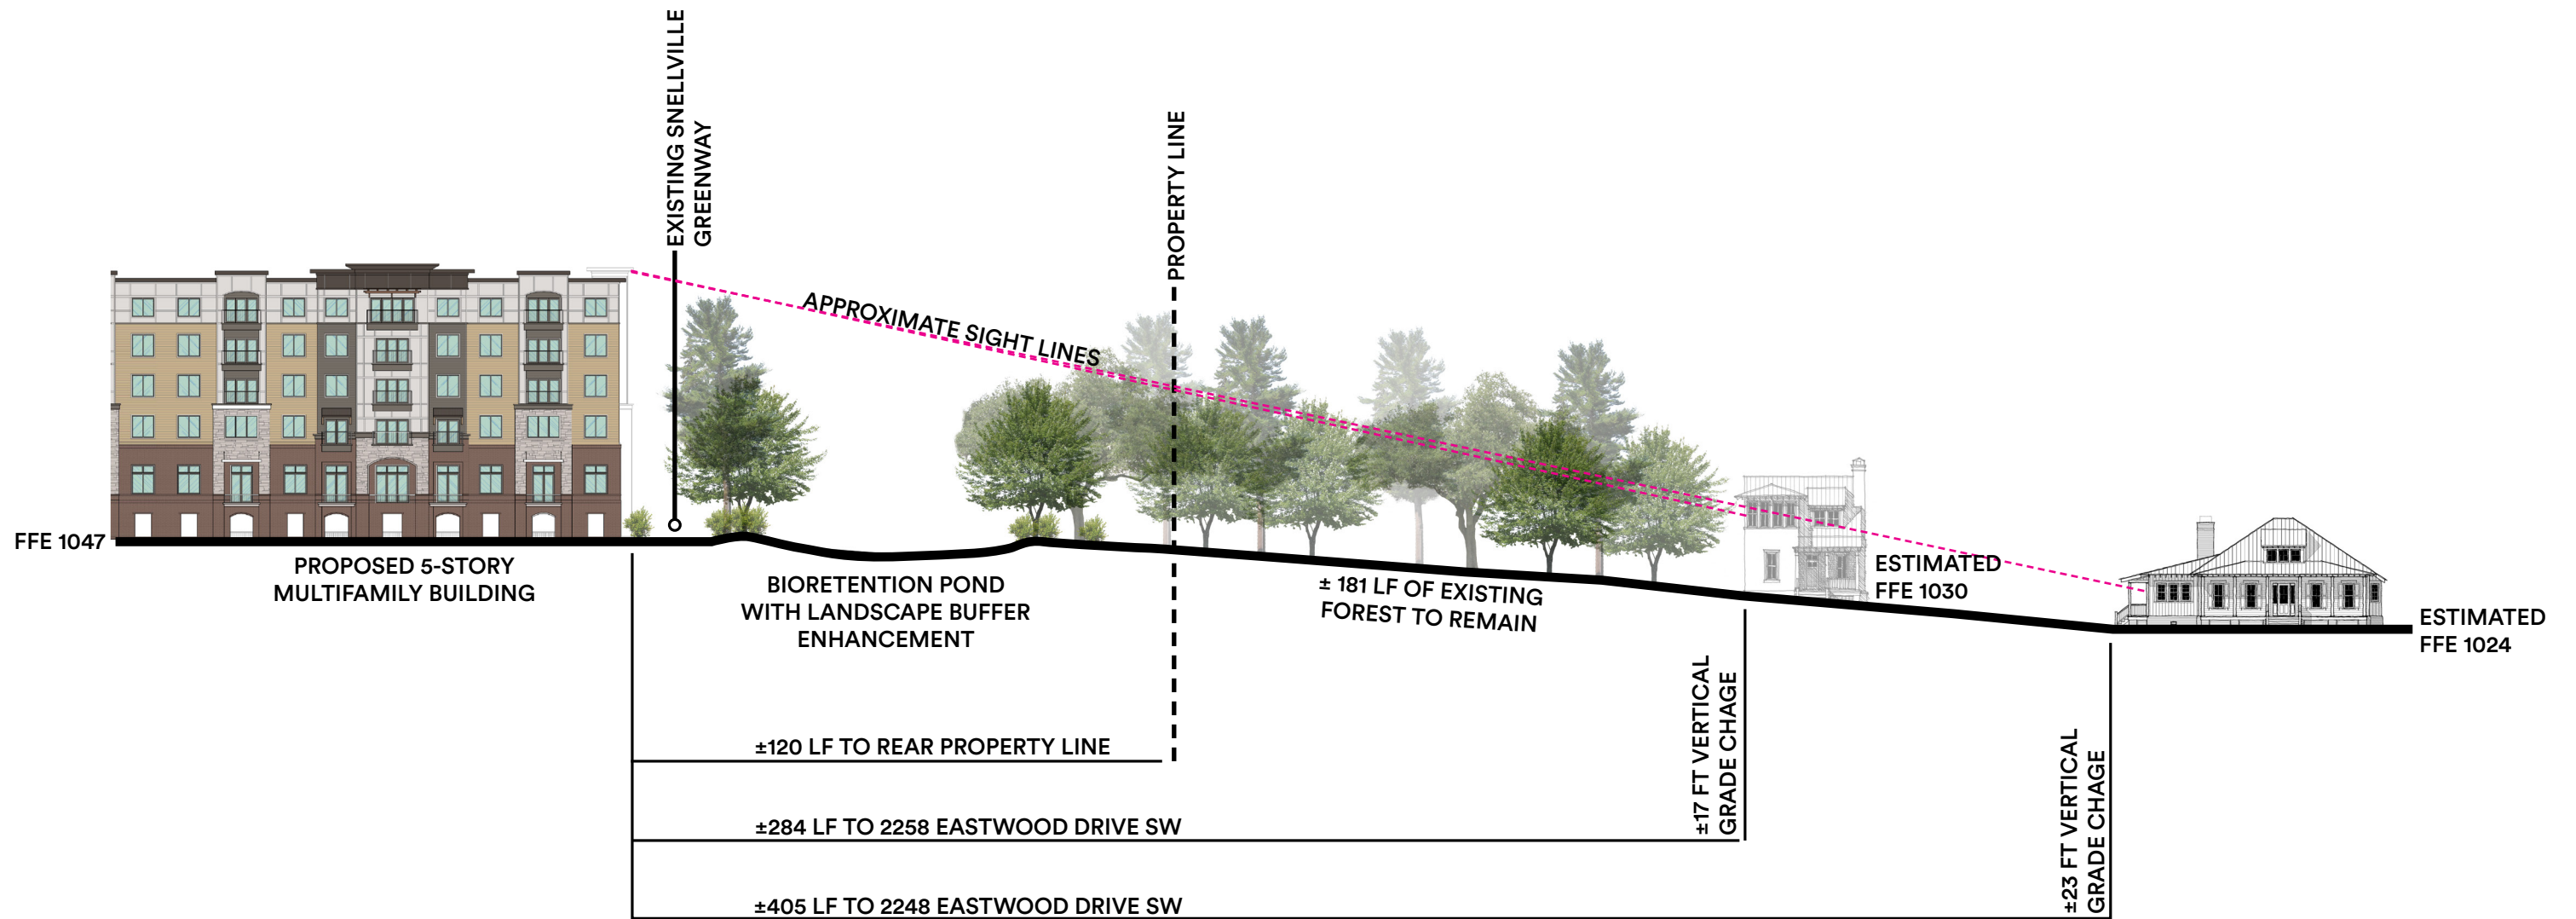 EXISTING SNELLVILLE
GREENWAY
PROPERTY LINE
APPROXIMATE SIGHT LINES
FFE 1047
PROPOSED 5-STORY
MULTIFAMILY BUILDING
BIORETENTION POND
WITH LANDSCAPE BUFFER
ENHANCEMENT
± 181 LF OF EXISTING
FOREST TO REMAIN
ESTIMATED
FFE 1030
ESTIMATED
FFE 1024
±17 FT VERTICAL
GRADE CHAGE
±23 FT VERTICAL
GRADE CHAGE
±120 LF TO REAR PROPERTY LINE
±284 LF TO 2258 EASTWOOD DRIVE SW
±405 LF TO 2248 EASTWOOD DRIVE SW